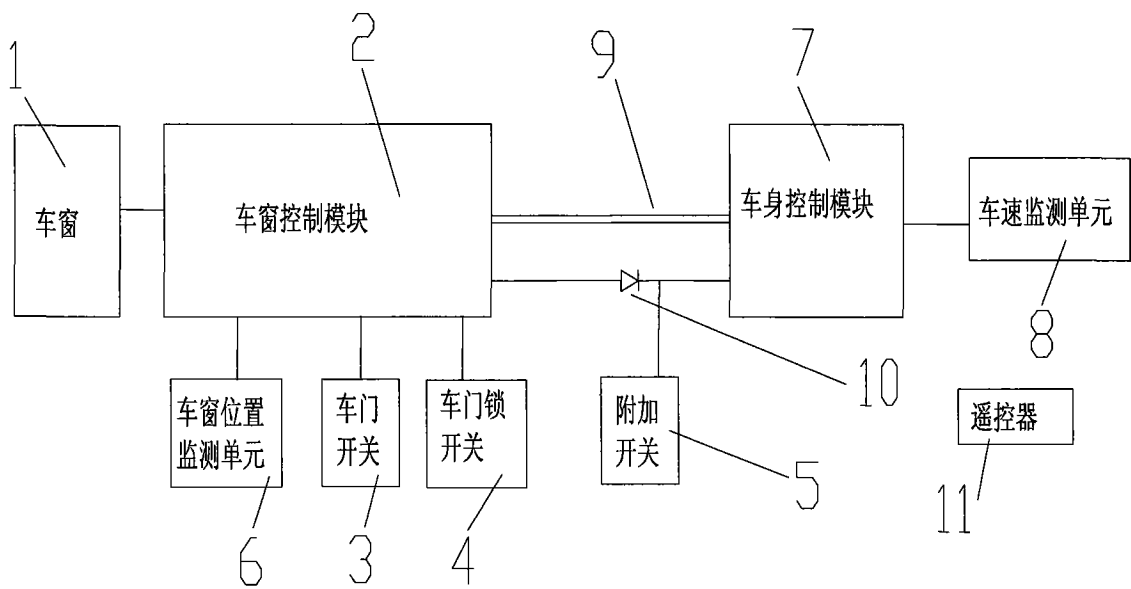 1
2
9
7
车窗
车窗控制模块
车身控制模块
车速监测单元
8
10
车窗位置
监测单元
车门
开关
车门锁
开关
附加
开关
遥控器
6
3
4
5
11